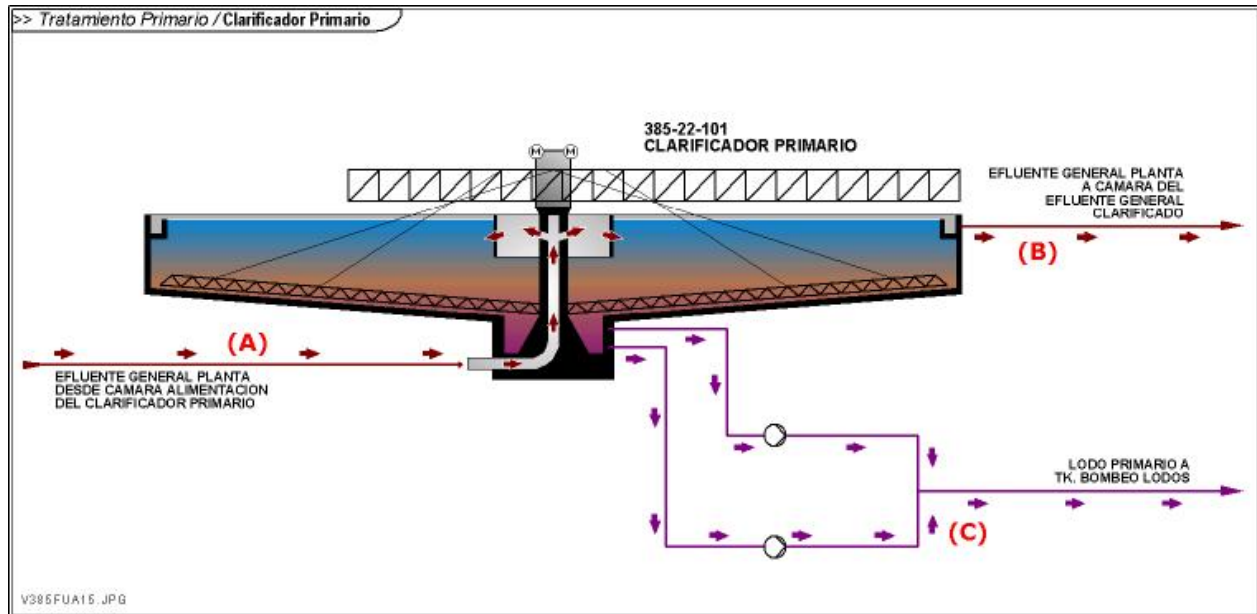 >> Tratamiento Primario / Clarificador Primario
385-22-101
CLARIFICADOR PRIMARIO
M M
EFLUENTE GENERAL PLANTA
A CAMARA DEL
EFLUENTE GENERAL
CLARIFICADO
(B)
(A)
EFLUENTE GENERAL PLANTA
DESDE CAMARA ALIMENTACION
DEL CLARIFICADOR PRIMARIO
LODO PRIMARIO A
TK. BOMBEO LODOS
(C)
V385FUA15.JPG